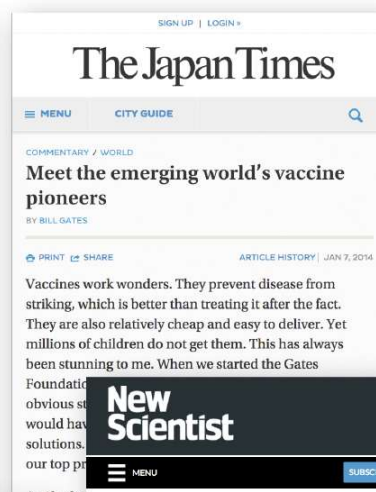 SIGN UP | LOGIN »
The Japan Times
MENU CITY GUIDE
COMMENTARY / WORLD
Meet the emerging world's vaccine
pioneers
BY BILL GATES
PRINT SHARE ARTICLE HISTORY | JAN 7, 2014
Vaccines work wonders. They prevent disease from
striking, which is better than treating it after the fact.
They are also relatively cheap and easy to deliver. Yet
millions of children do not get them. This has always
been stunning to me. When we started the Gates
obvious
would
solutions.
our top
New
Scientist
MENU